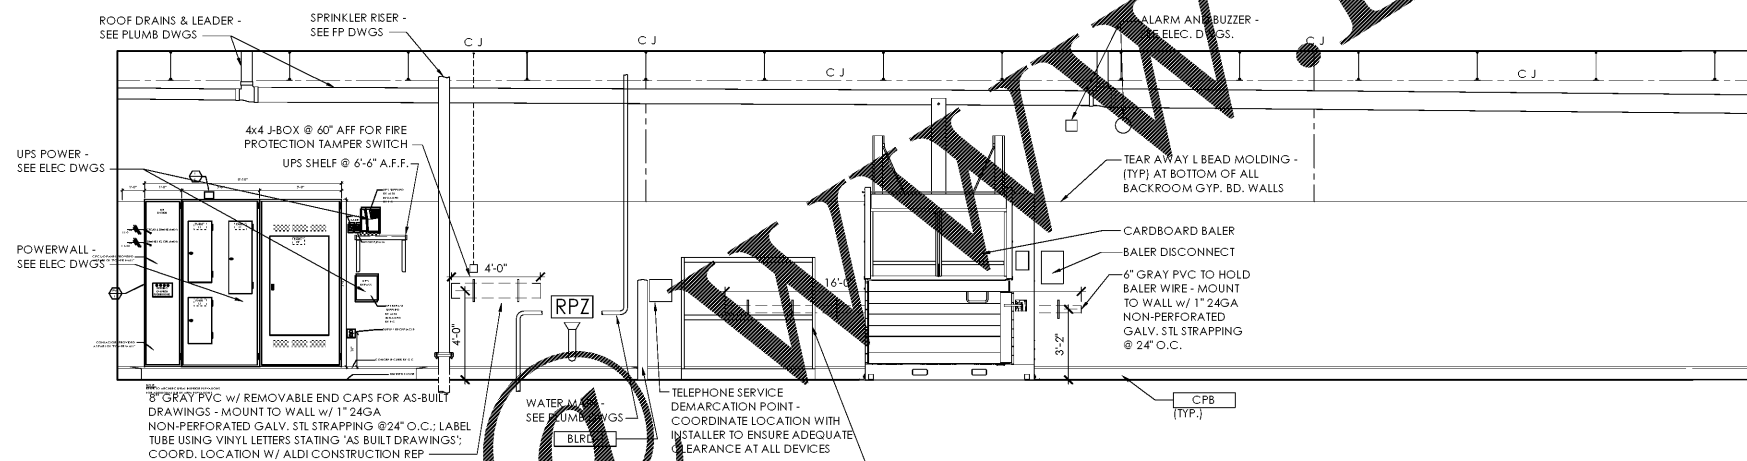 ROOF DRAINS & LEADER -
SEE PLUMB DWGS
SPRINKLER RISER -
SEE FP DWGS
C J
C J
C J
ALARM AND BUZZER -
SEE ELEC. DWGS.
C J
C J
4x4 J-BOX @ 60" AFF FOR FIRE
PROTECTION TAMPER SWITCH
UPS SHELF @ 6'-6" A.F.F.
UPS POWER -
SEE ELEC DWGS
POWERWALL -
SEE ELEC DWGS
TEAR AWAY L BEAD MOLDING -
(TYP) AT BOTTOM OF ALL
BACKROOM GYP. BD. WALLS
CARDBOARD BALER
BALER DISCONNECT
6" GRAY PVC TO HOLD
BALER WIRE - MOUNT
TO WALL w/ 1" 24GA
NON-PERFORATED
GALV. STL STRAPPING
@ 24" O.C.
4'-0"
4'-0"
RPZ
16'-0"
3'-2"
8" GRAY PVC w/ REMOVABLE END CAPS FOR AS-BUILT
DRAWINGS - MOUNT TO WALL w/ 1" 24GA
NON-PERFORATED GALV. STL STRAPPING @24" O.C.; LABEL
TUBE USING VINYL LETTERS STATING 'AS BUILT DRAWINGS';
COORD. LOCATION W/ ALDI CONSTRUCTION REP
WATER MAIN -
SEE PLUMB DWGS
BLRD
TELEPHONE SERVICE
DEMARCATION POINT -
COORDINATE LOCATION WITH
INSTALLER TO ENSURE ADEQUATE
CLEARANCE AT ALL DEVICES
CPB
(TYP.)
@ www.